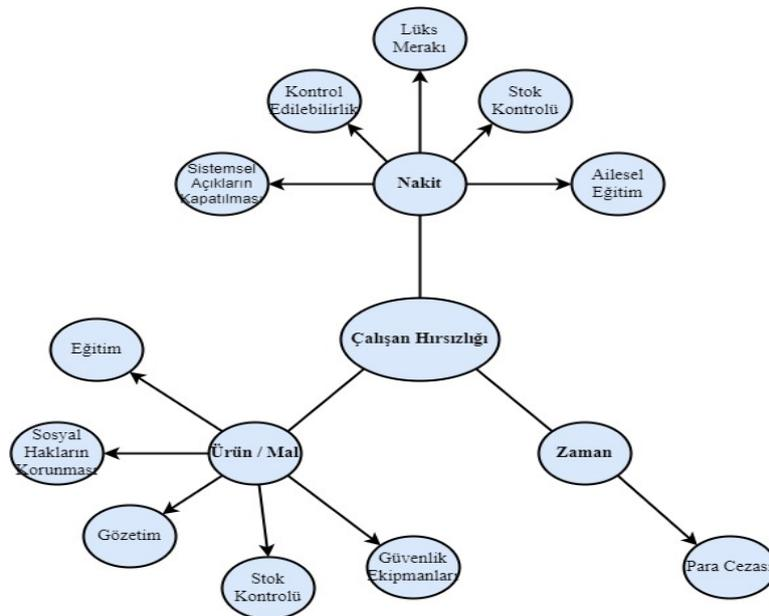 Lüks
Merakı
Kontrol
Edilebilirlik
Stok
Kontrolü
Sistemsel
Açıkların
Kapatılması
Nakit
Ailesel
Eğitim
Çalışan Hırsızlığı
Eğitim
Sosyal
Hakların
Korunması
Ürün / Mal
Zaman
Gözetim
Stok
Kontrolü
Güvenlik
Ekipmanları
Para Cezası